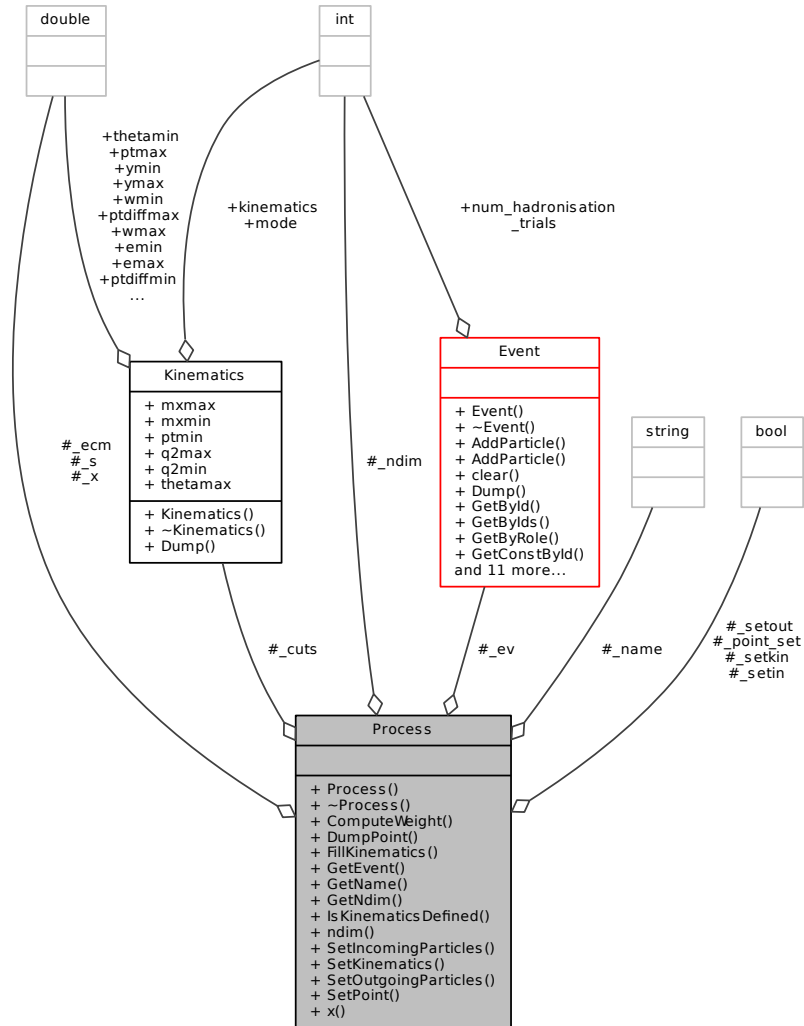 double
int
+thetamin
+ptmax
+ymin
+ymax
+wmin
+ptdiffmax
+wmax
+emin
+emax
+ptdiffmin
...
+kinematics
+mode
+num_hadronisation
_trials
Kinematics
+ mxmax
+ mxmin
+ ptmin
+ q2max
+ q2min
+ thetamax
+ Kinematics()
+ ~Kinematics()
+ Dump()
Event
+ Event()
+ ~Event()
+ AddParticle()
+ AddParticle()
+ clear()
+ Dump()
+ GetById()
+ GetByIds()
+ GetByRole()
+ GetConstById()
and 11 more...
string
bool
#_ecm
#_s
#_x
#_ndim
#_cuts
#_ev
#_name
#_setout
#_point_set
#_setkin
#_setin
Process
+ Process()
+ ~Process()
+ ComputeWeight()
+ DumpPoint()
+ FillKinematics()
+ GetEvent()
+ GetName()
+ GetNdim()
+ IsKinematicsDefined()
+ ndim()
+ SetIncomingParticles()
+ SetKinematics()
+ SetOutgoingParticles()
+ SetPoint()
+ x()